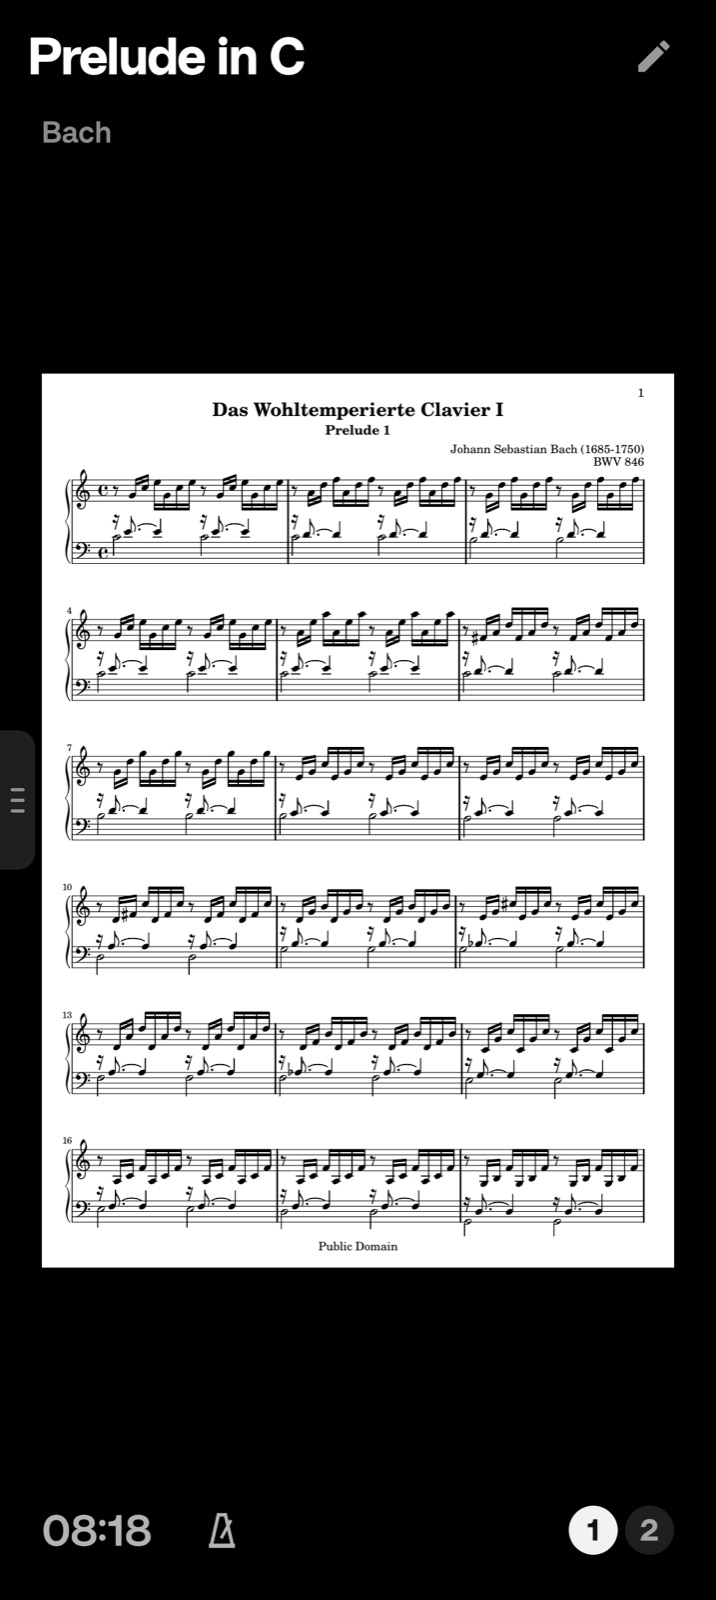 Prelude in C
Bach
1
Das Wohltemperierte Clavier I
Prelude 1
Johann Sebastian Bach (1685-1750)
BWV 846
4
7
10
13
16
Public Domain
08:18
1 2